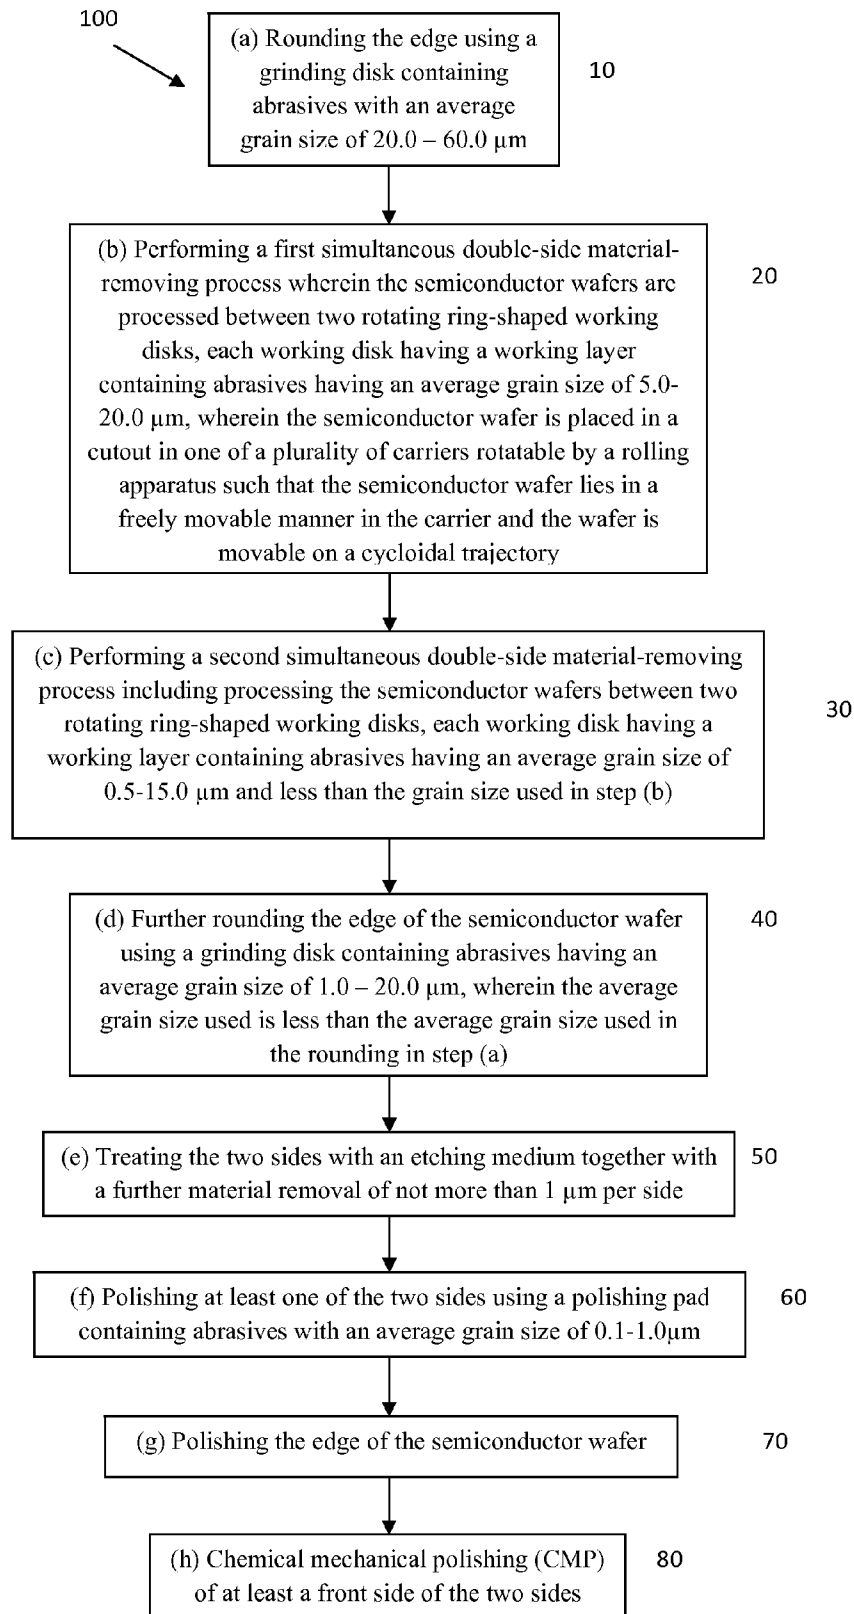 100
(a) Rounding the edge using a
grinding disk containing
abrasives with an average
grain size of 20.0 – 60.0 µm
10
(b) Performing a first simultaneous double-side material-
removing process wherein the semiconductor wafers are
processed between two rotating ring-shaped working
disks, each working disk having a working layer
containing abrasives having an average grain size of 5.0-
20.0 µm, wherein the semiconductor wafer is placed in a
cutout in one of a plurality of carriers rotatable by a rolling
apparatus such that the semiconductor wafer lies in a
freely movable manner in the carrier and the wafer is
movable on a cycloidal trajectory
20
(c) Performing a second simultaneous double-side material-removing
process including processing the semiconductor wafers between two
rotating ring-shaped working disks, each working disk having a
working layer containing abrasives having an average grain size of
0.5-15.0 µm and less than the grain size used in step (b)
30
(d) Further rounding the edge of the semiconductor wafer
using a grinding disk containing abrasives having an
average grain size of 1.0 – 20.0 µm, wherein the average
grain size used is less than the average grain size used in
the rounding in step (a)
40
(e) Treating the two sides with an etching medium together with
a further material removal of not more than 1 µm per side
50
(f) Polishing at least one of the two sides using a polishing pad
containing abrasives with an average grain size of 0.1-1.0µm
60
(g) Polishing the edge of the semiconductor wafer
70
(h) Chemical mechanical polishing (CMP)
of at least a front side of the two sides
80